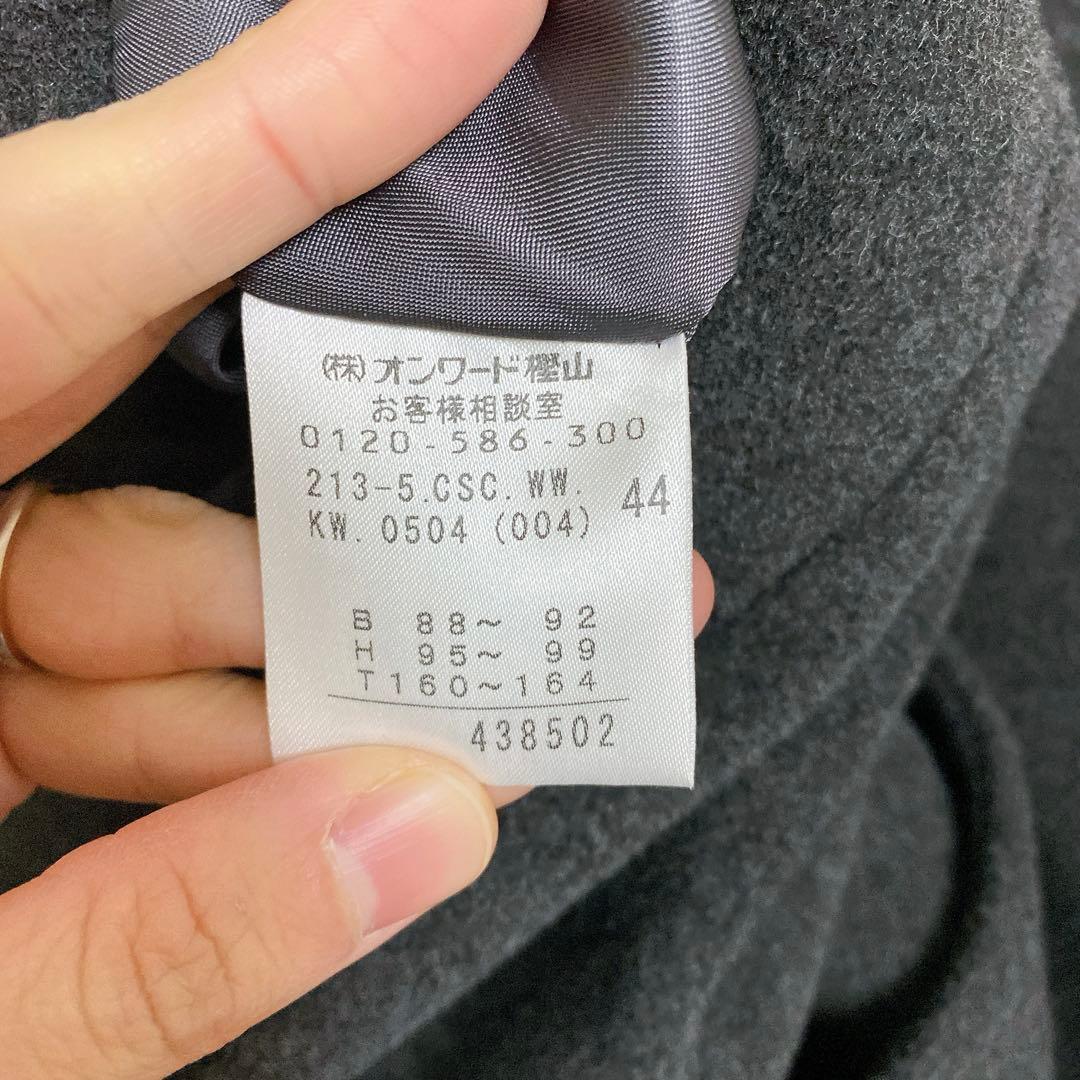 (株)オンワード樫山
お客様相談室
0120-586-300
213-5.CSC.WW. 44
KW.0504 (004)
B 88~ 92
H 95~ 99
T160~164
438502